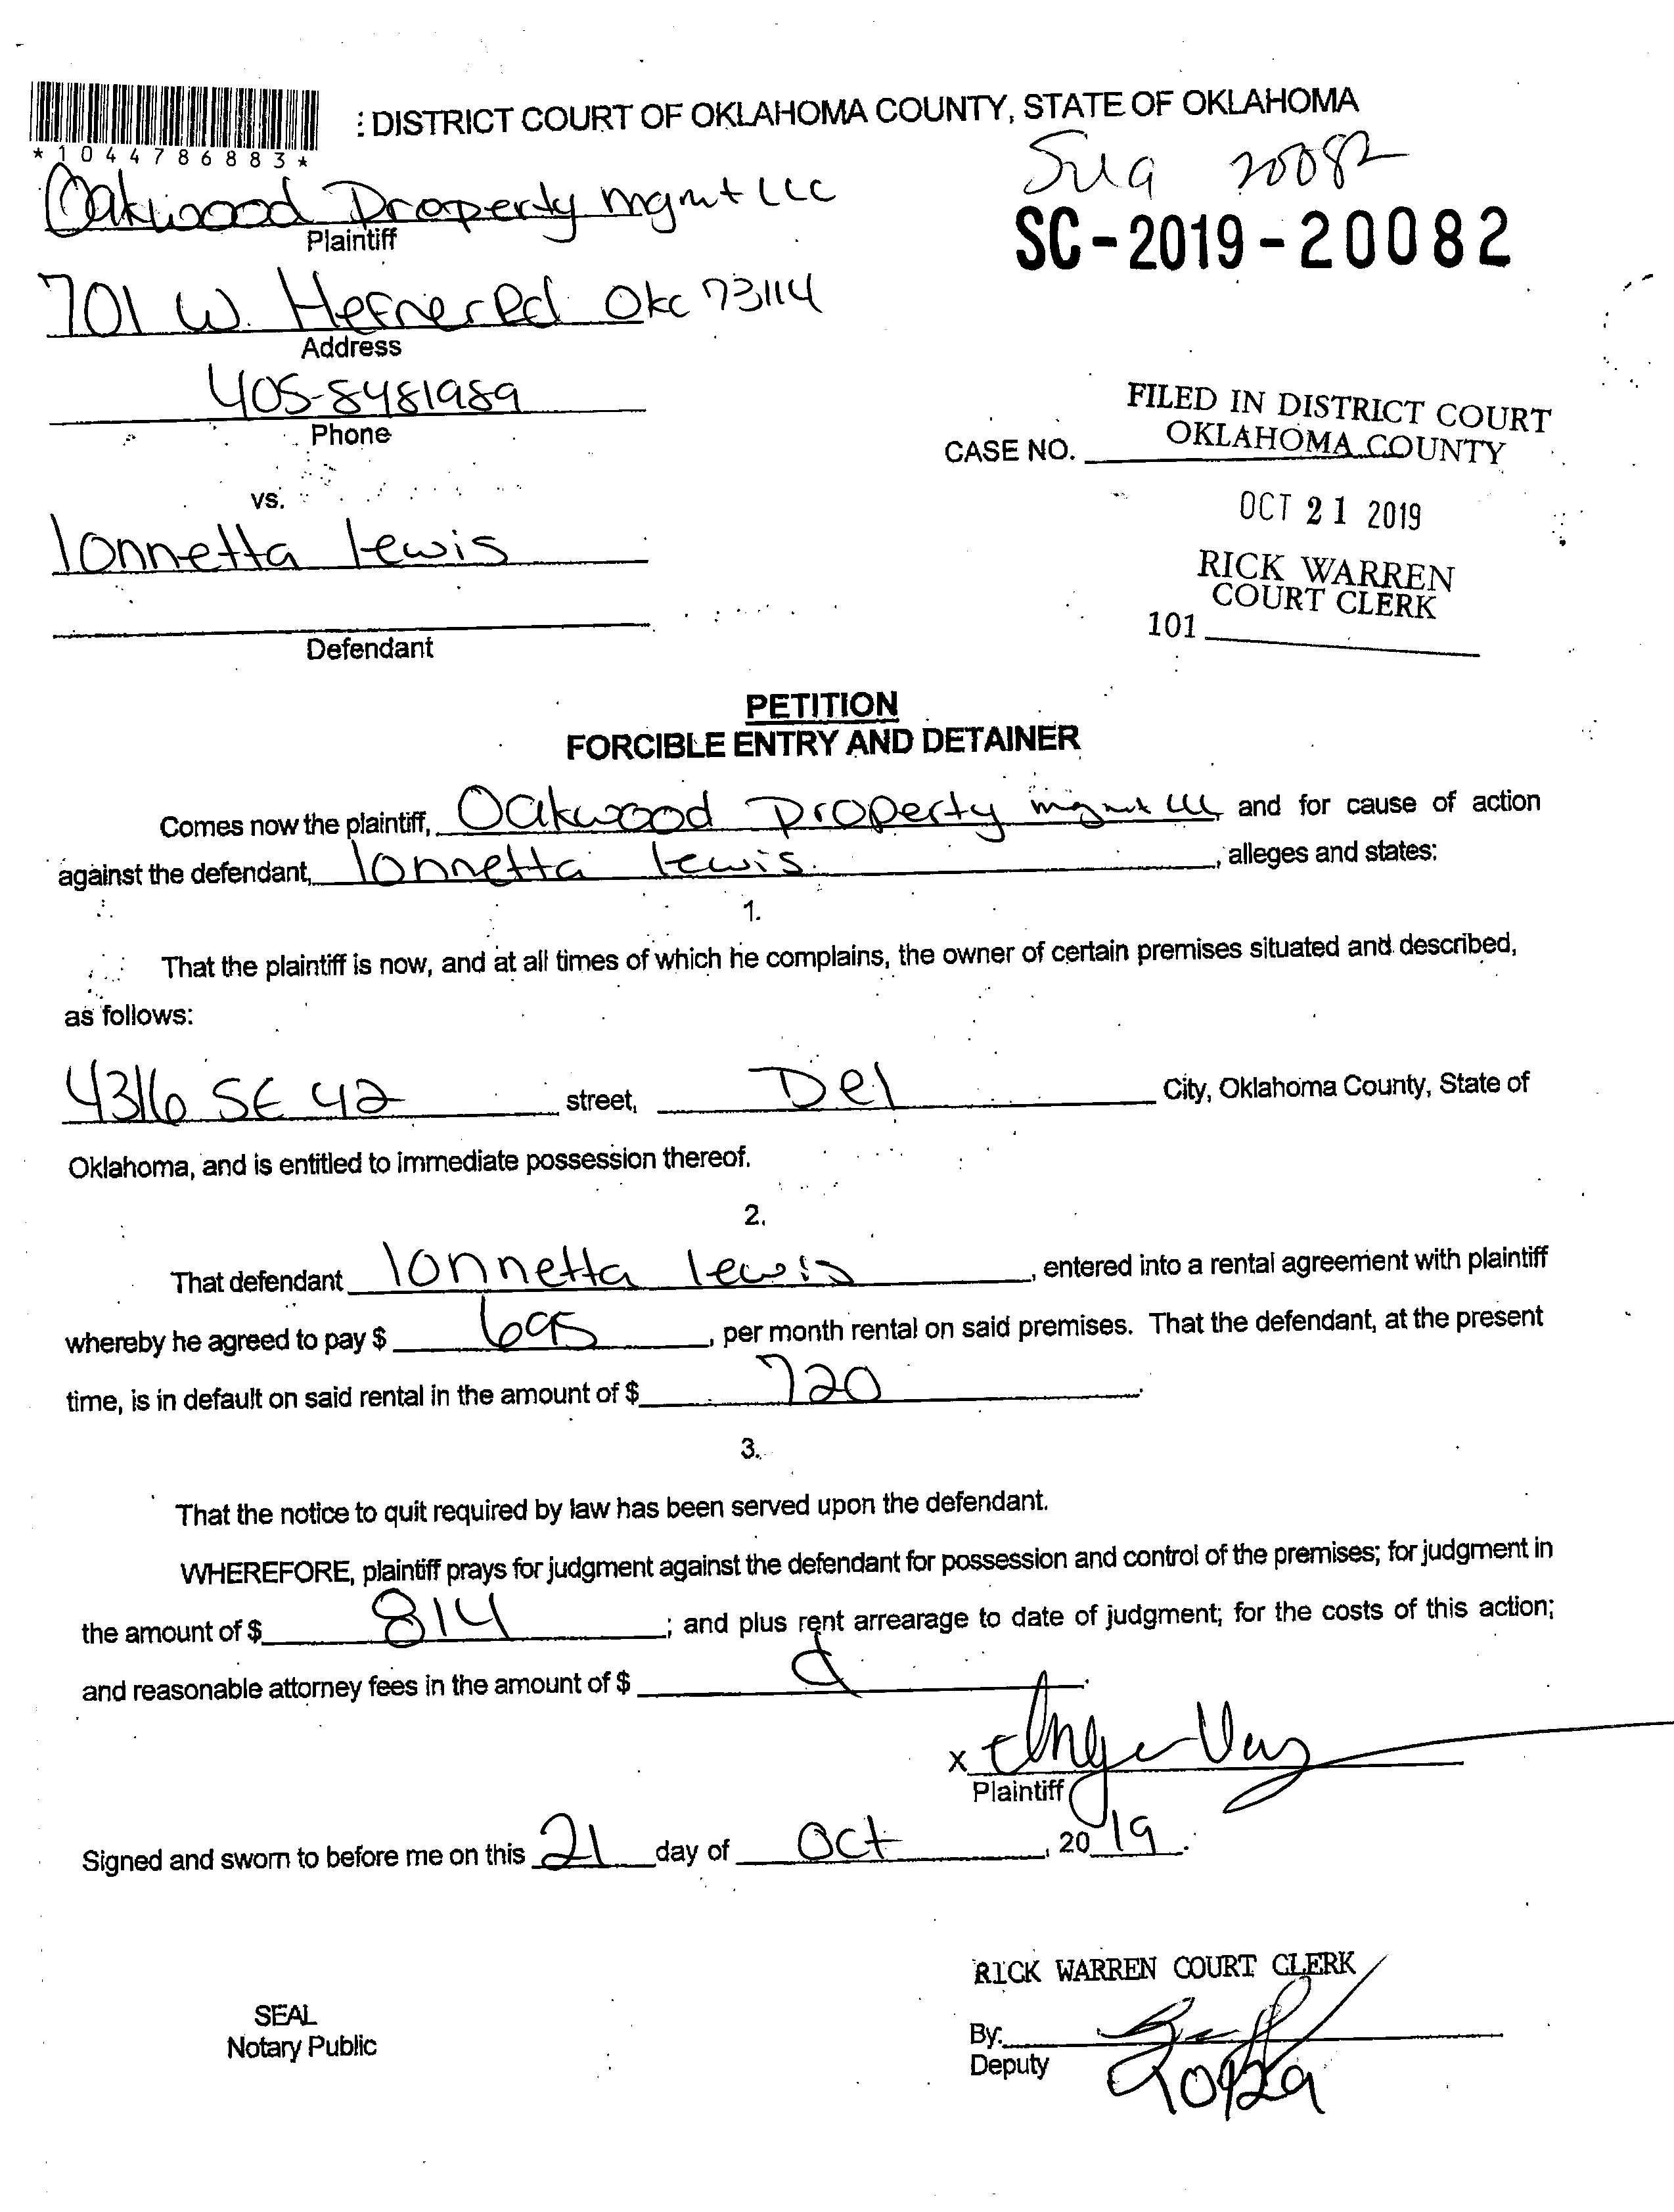 : DISTRICT COURT OF OKLAHOMA COUNTY, STATE OF OKLAHOMA
*1044786883*
20082
Oakwood Property mgmt LLC
Plaintiff
SC-2019-20082
701 W. Hefner Rd Okc 73114
Address
405-8481989
Phone
FILED IN DISTRICT COURT
OKLAHOMA COUNTY
CASE NO.
vs.
OCT 21 2019
lonnetta lewis
RICK WARREN
COURT CLERK
101
Defendant
PETITION
FORCIBLE ENTRY AND DETAINER
Comes now the plaintiff, Oakwood Property mgmt LLC and for cause of action
against the defendant, lonnetta lewis, alleges and states:
1.
That the plaintiff is now, and at all times of which he complains, the owner of certain premises situated and described,
as follows:
4316 SE 42 street, Del City, Oklahoma County, State of
Oklahoma, and is entitled to immediate possession thereof.
2.
That defendant lonnetta lewis, entered into a rental agreement with plaintiff
whereby he agreed to pay $ 695, per month rental on said premises. That the defendant, at the present
time, is in default on said rental in the amount of $ 720.
3.
That the notice to quit required by law has been served upon the defendant.
WHEREFORE, plaintiff prays for judgment against the defendant for possession and control of the premises; for judgment in
the amount of $ 814; and plus rent arrearage to date of judgment; for the costs of this action;
and reasonable attorney fees in the amount of $
x
Plaintiff
Signed and sworn to before me on this 21 day of Oct, 2019.
RICK WARREN COURT CLERK
SEAL
Notary Public
By:
Deputy